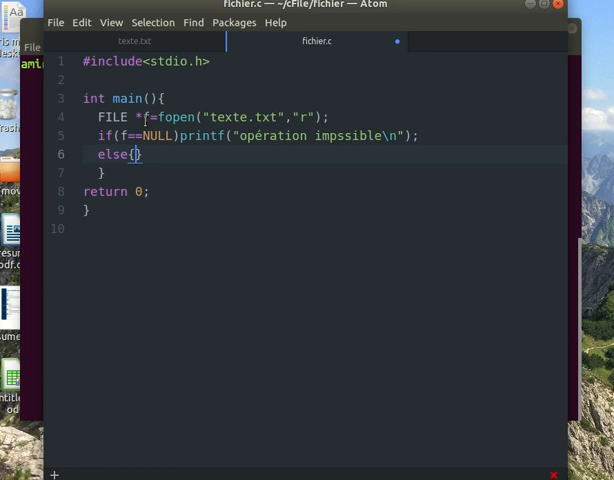 fichier.c — ~/cFile/fichier — Atom
File Edit View Selection Find Packages Help
texte.txt fichier.c
File
1 #include<stdio.h>
2
3 int main(){
4 FILE *f=fopen("texte.txt","r");
5 if(f==NULL)printf("opération impssible\n");
6 else{}
7 }
8 return 0;
9 }
10